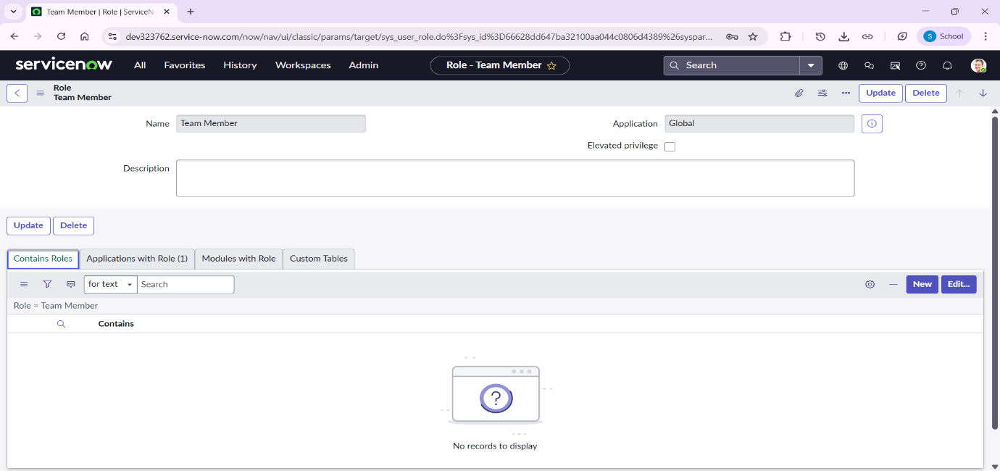 Team Member | Role | ServiceN
dev323762.service-now.com/now/nav/ui/classic/params/target/sys_user_role.do%3Fsys_id%3D66628dd647ba32100aa044c0806d4389%26syspar...
S School
servicenow All Favorites History Workspaces Admin Role - Team Member Search
Role
Team Member
Update Delete
Name Team Member Application Global
Elevated privilege
Description
Update Delete
Contains Roles Applications with Role (1) Modules with Role Custom Tables
for text Search New Edit...
Role = Team Member
Contains
?
No records to display